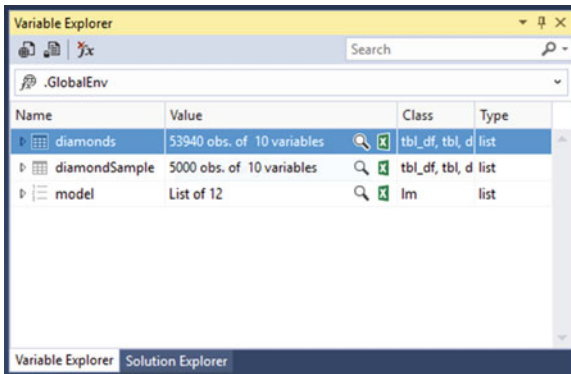 Variable Explorer
fx
Search
.GlobalEnv
Name Value Class Type
diamonds 53940 obs. of 10 variables tbl_df, tbl, d list
diamondSample 5000 obs. of 10 variables tbl_df, tbl, d list
model List of 12 lm list
Variable Explorer Solution Explorer